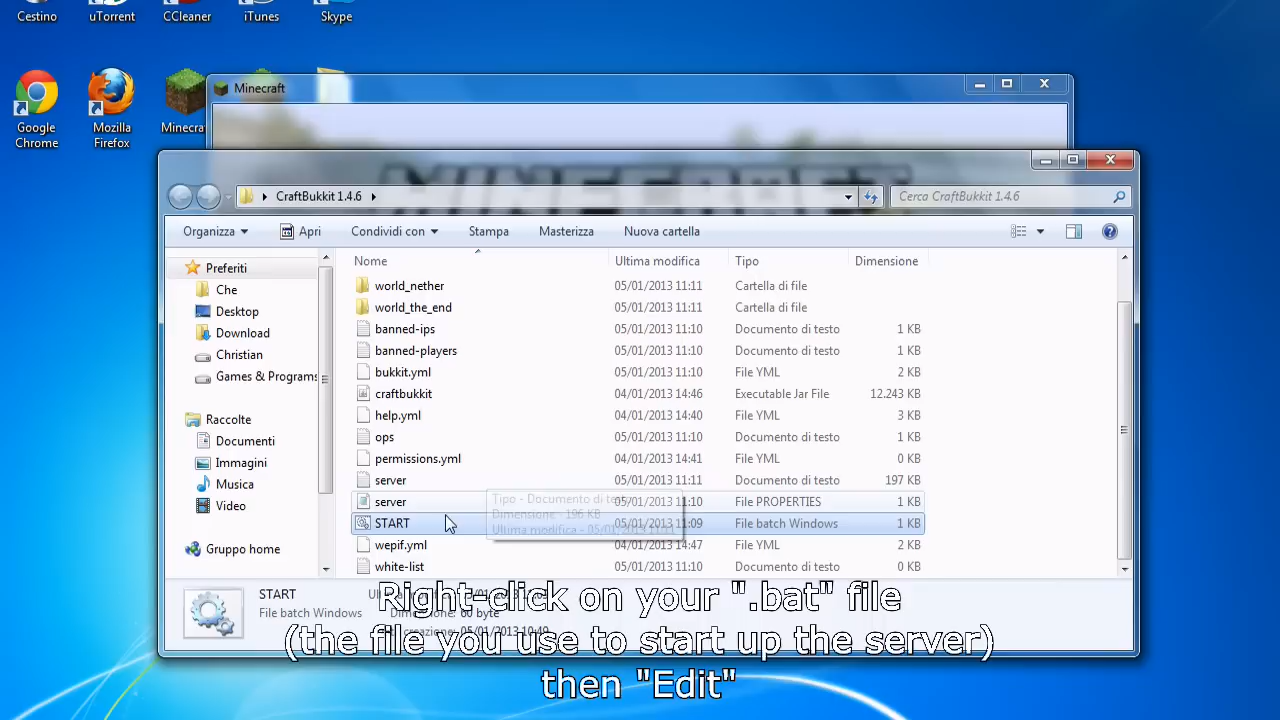 Cestino
uTorrent
CCleaner
iTunes
Skype
Google
Chrome
Mozilla
Firefox
Minecra
Minecraft
MINECRAFT
CraftBukkit 1.4.6
Cerca CraftBukkit 1.4.6
Organizza Apri Condividi con Stampa Masterizza Nuova cartella
Nome Ultima modifica Tipo Dimensione
Preferiti
Che
Desktop
Download
Christian
Games & Programs
Raccolte
Documenti
Immagini
Musica
Video
Gruppo home
world_nether 05/01/2013 11:11 Cartella di file
world_the_end 05/01/2013 11:11 Cartella di file
banned-ips 05/01/2013 11:10 Documento di testo 1 KB
banned-players 05/01/2013 11:10 Documento di testo 1 KB
bukkit.yml 05/01/2013 11:10 File YML 2 KB
craftbukkit 04/01/2013 14:46 Executable Jar File 12.243 KB
help.yml 04/01/2013 14:40 File YML 3 KB
ops 05/01/2013 11:10 Documento di testo 1 KB
permissions.yml 04/01/2013 14:41 File YML 0 KB
server 05/01/2013 11:11 Documento di testo 197 KB
server 05/01/2013 11:10 File PROPERTIES 1 KB
START 05/01/2013 11:09 File batch Windows 1 KB
wepif.yml 04/01/2013 14:47 File YML 2 KB
white-list 05/01/2013 11:10 Documento di testo 0 KB
Tipo - Documento di
Dimensione - 196 KB
Ultima modifica - 05/01/2013
START
File batch Windows
05/01/2013 10:49
Right-click on your ".bat" file
(the file you use to start up the server)
then "Edit"